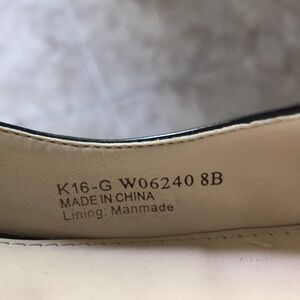 K16-G W06240 8B
MADE IN CHINA
Lining: Manmade